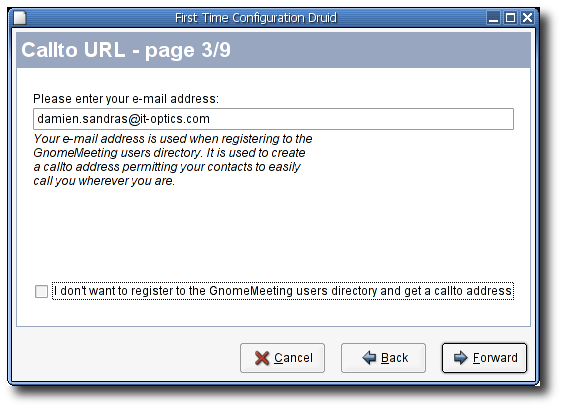 First Time Configuration Druid
Callto URL - page 3/9
Please enter your e-mail address:
damien.sandras@it-optics.com
Your e-mail address is used when registering to the
GnomeMeeting users directory. It is used to create
a callto address permitting your contacts to easily
call you wherever you are.
I don't want to register to the GnomeMeeting users directory and get a callto address
Cancel
Back
Forward